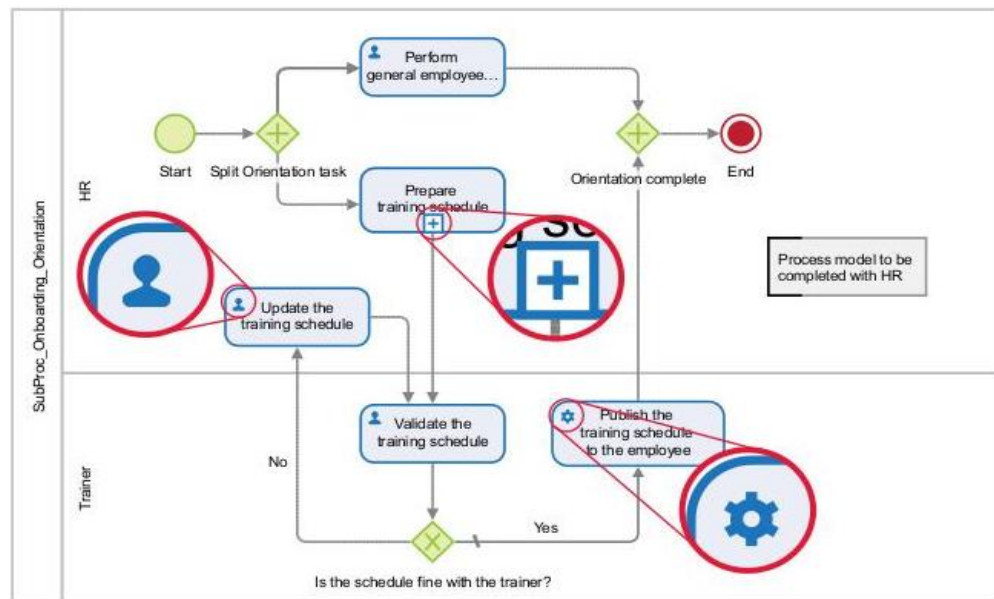 SubProc_Onboarding_Orientation
HR
Start
Split Orientation task
Perform
general employee...
Prepare
training schedule
Orientation complete
End
Process model to be
completed with HR
Update the
training schedule
Trainer
Validate the
training schedule
Publish the
training schedule
to the employee
No
Yes
Is the schedule fine with the trainer?